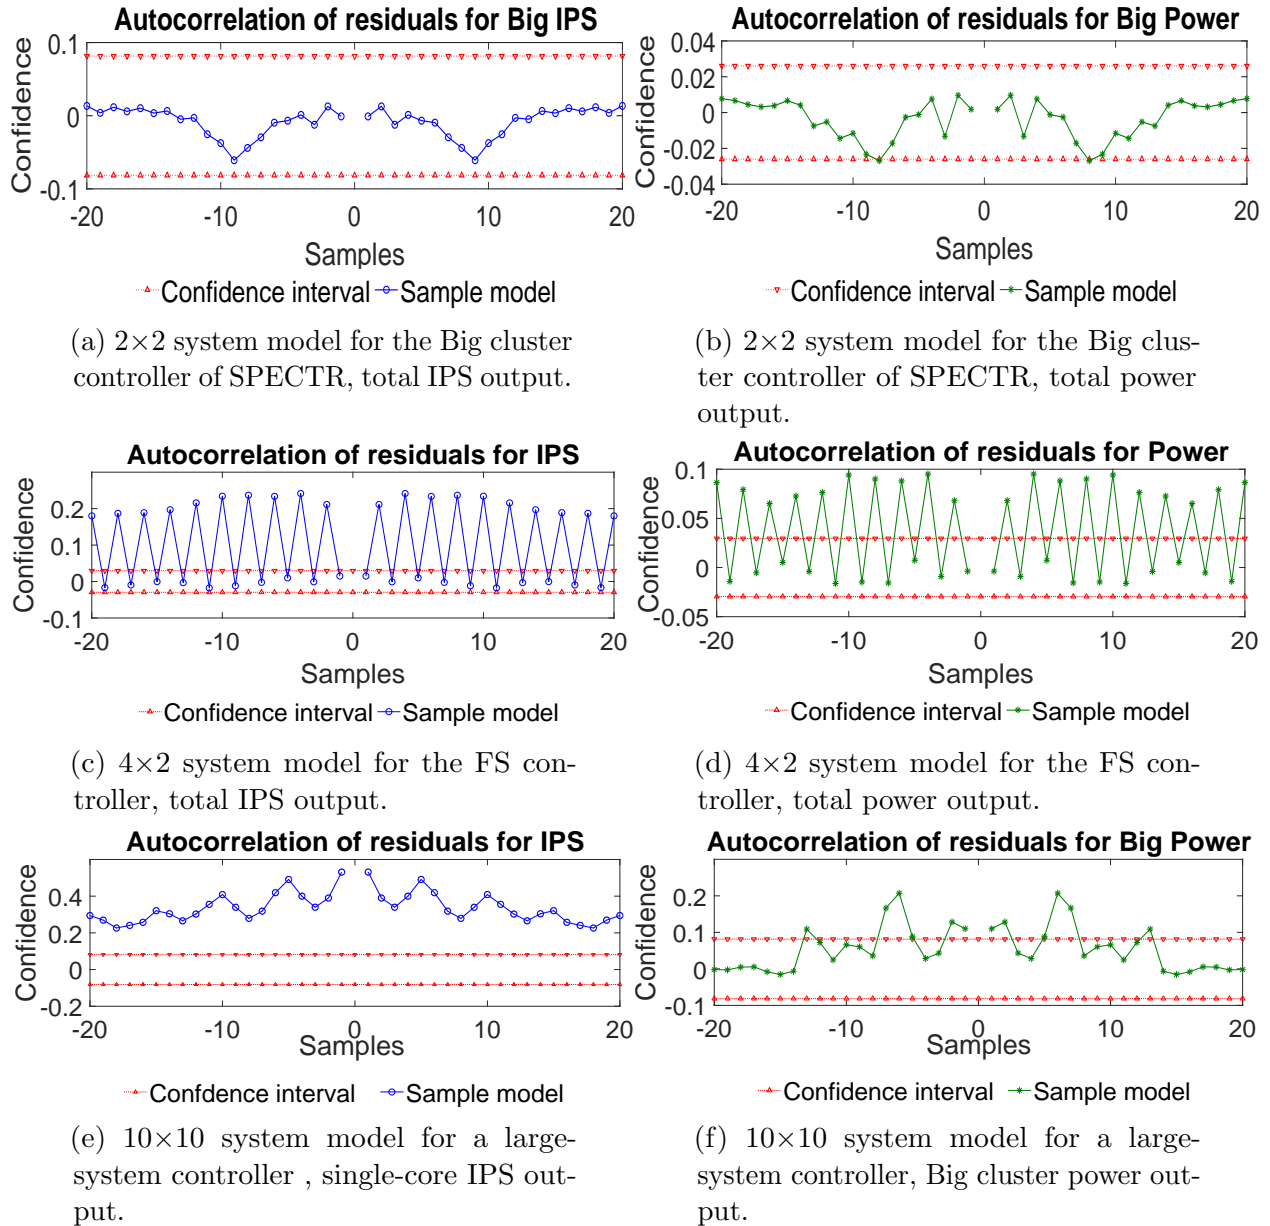 Autocorrelation of residuals for Big IPS
Confidence
0.1
0
-0.1
-20
-10
0
10
20
Samples
Confidence interval
Sample model
(a) 2×2 system model for the Big cluster
controller of SPECTR, total IPS output.
Autocorrelation of residuals for Big Power
Confidence
0.04
0.02
0
-0.02
-0.04
-20
-10
0
10
20
Samples
Confidence interval
Sample model
(b) 2×2 system model for the Big clus-
ter controller of SPECTR, total power
output.
Autocorrelation of residuals for IPS
Confidence
0.2
0.1
0
-0.1
-20
-10
0
10
20
Samples
Confidence interval
Sample model
(c) 4×2 system model for the FS con-
troller, total IPS output.
Autocorrelation of residuals for Power
Confidence
0.1
0.05
0
-0.05
-20
-10
0
10
20
Samples
Confidence interval
Sample model
(d) 4×2 system model for the FS con-
troller, total power output.
Autocorrelation of residuals for IPS
Confidence
0.4
0.2
0
-0.2
-20
-10
0
10
20
Samples
Confdence interval
Sample model
(e) 10×10 system model for a large-
system controller , single-core IPS out-
put.
Autocorrelation of residuals for Big Power
Confidence
0.2
0.1
0
-0.1
-20
-10
0
10
20
Samples
Confidence interval
Sample model
(f) 10×10 system model for a large-
system controller, Big cluster power out-
put.